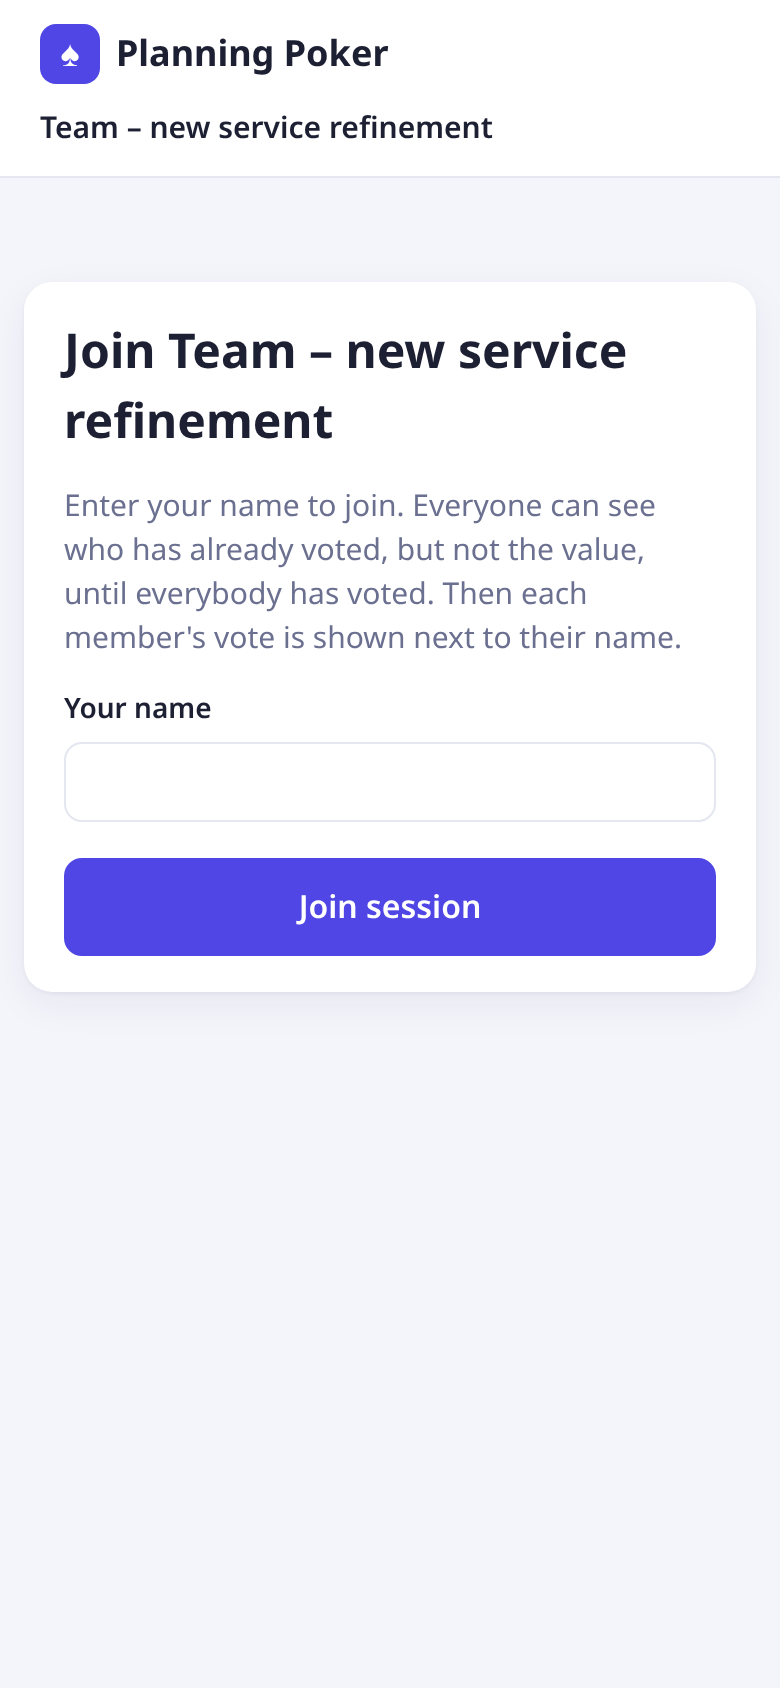 ♠ Planning Poker
Team – new service refinement
Join Team – new service
refinement
Enter your name to join. Everyone can see
who has already voted, but not the value,
until everybody has voted. Then each
member's vote is shown next to their name.
Your name
Join session